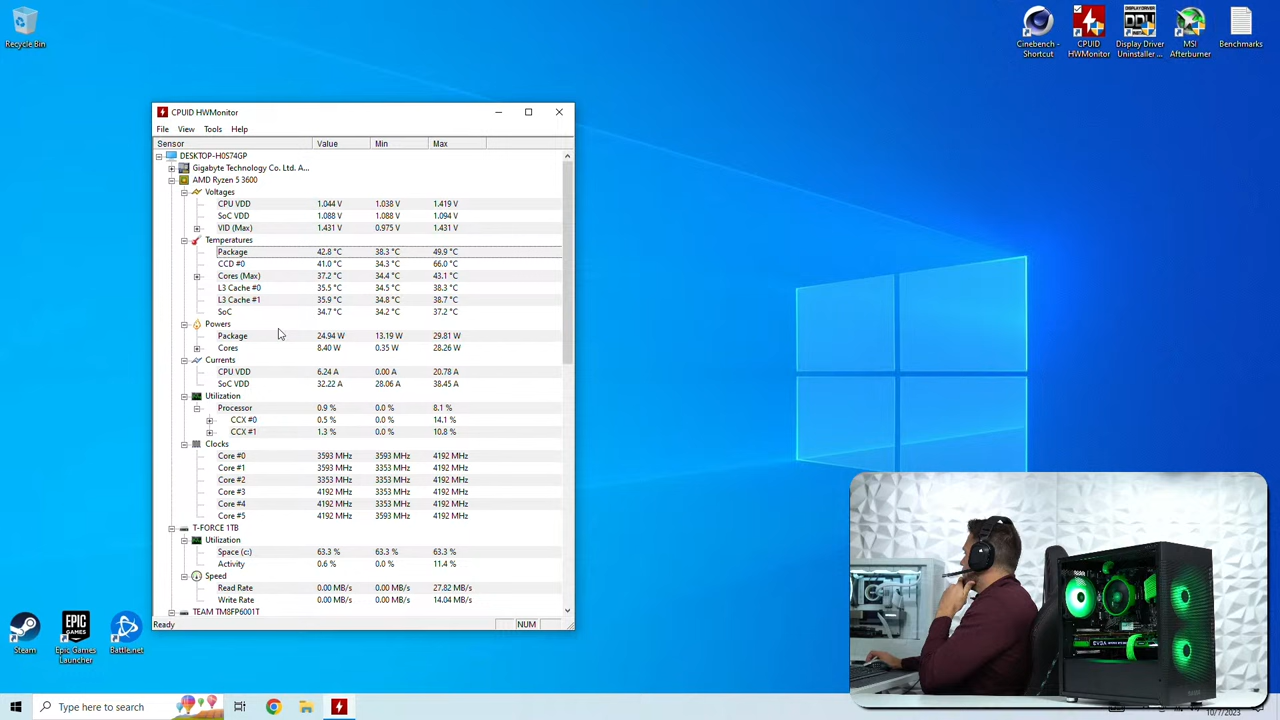 Recycle Bin
Cinebench - Shortcut
CPUID HWMonitor
Display Driver Uninstaller ...
MSI Afterburner
Benchmarks
CPUID HWMonitor
File View Tools Help
Sensor Value Min Max
DESKTOP-H0S74GP
Gigabyte Technology Co. Ltd. A...
AMD Ryzen 5 3600
Voltages
CPU VDD 1.044 V 1.038 V 1.419 V
SoC VDD 1.088 V 1.088 V 1.094 V
VID (Max) 1.431 V 0.975 V 1.431 V
Temperatures
Package 42.8 °C 38.3 °C 49.9 °C
CCD #0 41.0 °C 34.3 °C 66.0 °C
Cores (Max) 37.2 °C 34.4 °C 43.1 °C
L3 Cache #0 35.5 °C 34.5 °C 38.3 °C
L3 Cache #1 35.9 °C 34.8 °C 38.7 °C
SoC 34.7 °C 34.2 °C 37.2 °C
Powers
Package 24.94 W 13.19 W 29.81 W
Cores 8.40 W 0.35 W 28.26 W
Currents
CPU VDD 6.24 A 0.00 A 20.78 A
SoC VDD 32.22 A 28.06 A 38.45 A
Utilization
Processor 0.9 % 0.0 % 8.1 %
CCX #0 0.5 % 0.0 % 14.1 %
CCX #1 1.3 % 0.0 % 10.8 %
Clocks
Core #0 3593 MHz 3593 MHz 4192 MHz
Core #1 3593 MHz 3353 MHz 4192 MHz
Core #2 3353 MHz 3353 MHz 4192 MHz
Core #3 4192 MHz 3353 MHz 4192 MHz
Core #4 4192 MHz 3353 MHz 4192 MHz
Core #5 4192 MHz 3593 MHz 4192 MHz
T-FORCE 1TB
Utilization
Space (c:) 63.3 % 63.3 % 63.3 %
Activity 0.6 % 0.0 % 11.4 %
Speed
Read Rate 0.00 MB/s 0.00 MB/s 27.82 MB/s
Write Rate 0.00 MB/s 0.00 MB/s 14.04 MB/s
TEAM TM8FP6001T
Ready NUM
Steam
EPIC GAMES
Epic Games Launcher
Battle.net
EVGA
Type here to search
10/7/2023